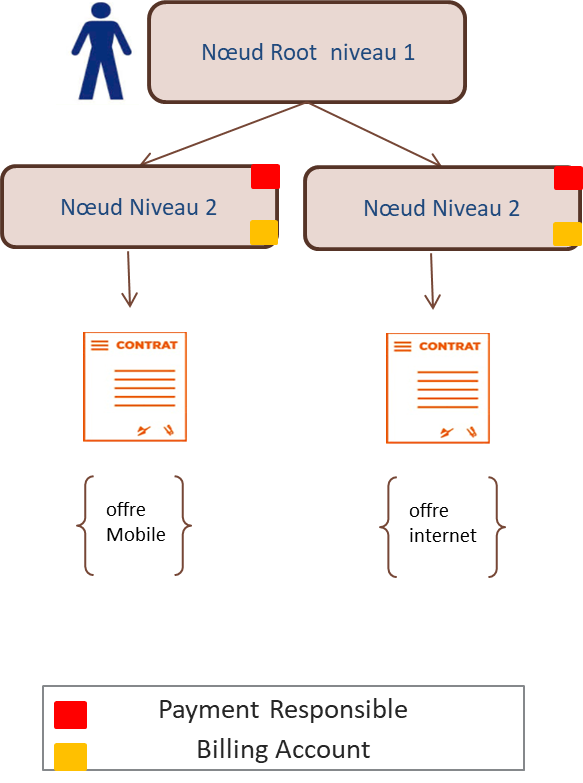 Nœud Root niveau 1
Nœud Niveau 2
Nœud Niveau 2
CONTRAT
CONTRAT
offre
Mobile
offre
internet
Payment Responsible
Billing Account